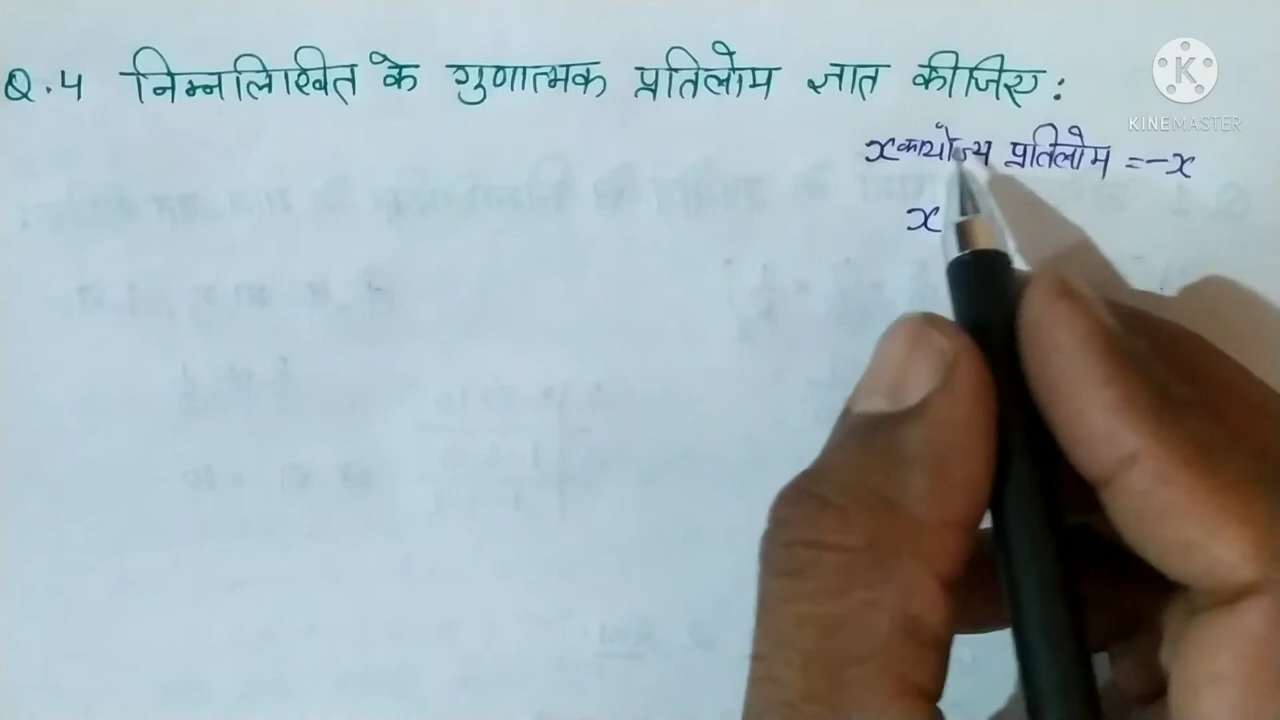 Q.4 निम्नलिखित के गुणात्मक प्रतिलोम ज्ञात कीजिए :
K
KINEMASTER
x का योज्य प्रतिलोम = -x
x